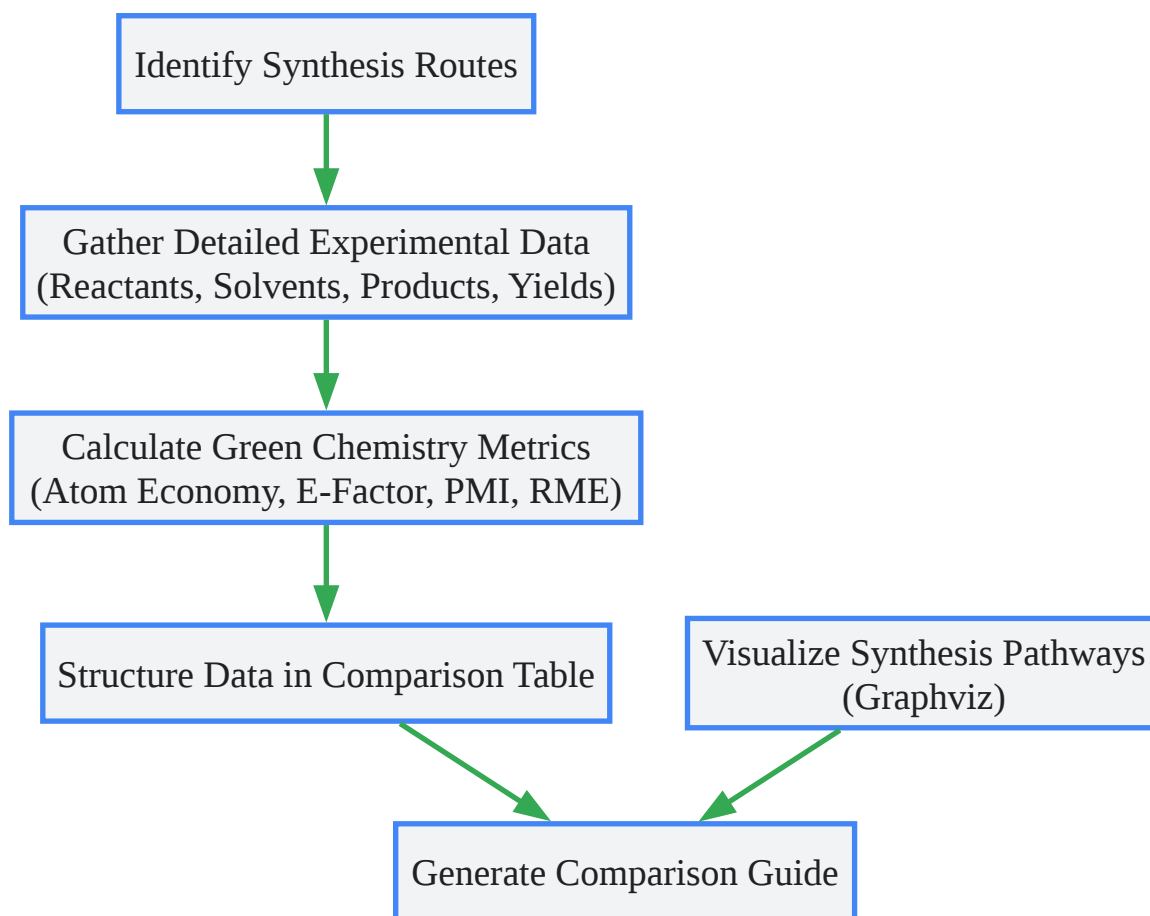 Identify Synthesis Routes
Gather Detailed Experimental Data
(Reactants, Solvents, Products, Yields)
Calculate Green Chemistry Metrics
(Atom Economy, E-Factor, PMI, RME)
Structure Data in Comparison Table
Visualize Synthesis Pathways
(Graphviz)
Generate Comparison Guide